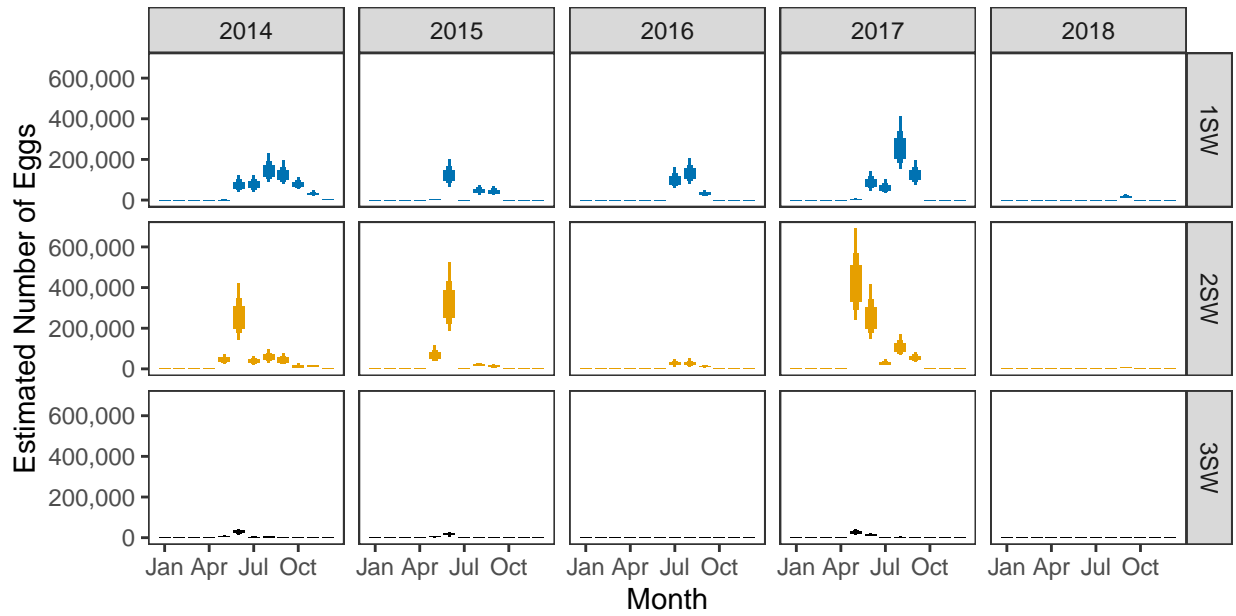 2014 2015 2016 2017 2018
600,000
400,000
200,000
0
1SW
600,000
400,000
200,000
0
2SW
600,000
400,000
200,000
0
3SW
Estimated Number of Eggs
Jan Apr Jul Oct Jan Apr Jul Oct Jan Apr Jul Oct Jan Apr Jul Oct Jan Apr Jul Oct
Month